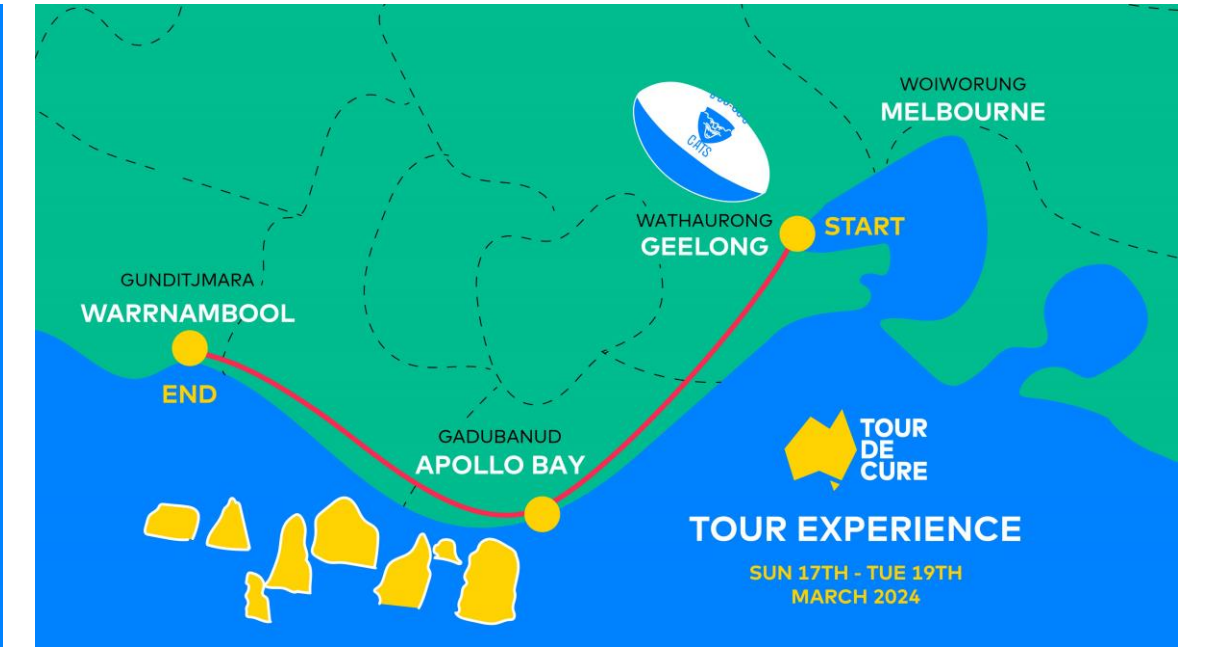 WOIWORUNG
MELBOURNE
CATS
WATHAURONG
GEELONG
START
GUNDITJMARA
WARRNAMBOOL
END
GADUBANUD
APOLLO BAY
TOUR
DE
CURE
TOUR EXPERIENCE
SUN 17TH - TUE 19TH
MARCH 2024